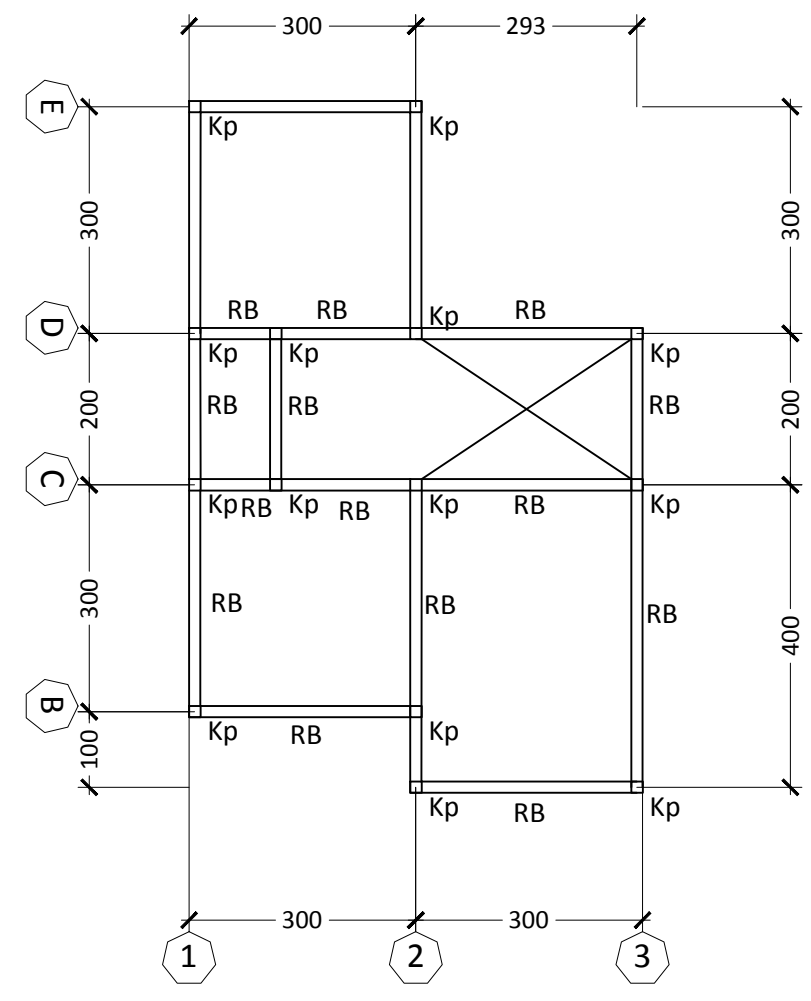 300 293
E
Kp Kp
300 300
RB RB Kp RB
D
Kp Kp Kp
200 RB RB RB 200
C
Kp RB Kp RB Kp RB Kp
300 RB RB RB 400
B
100 Kp RB Kp
Kp RB Kp
300 300
1 2 3